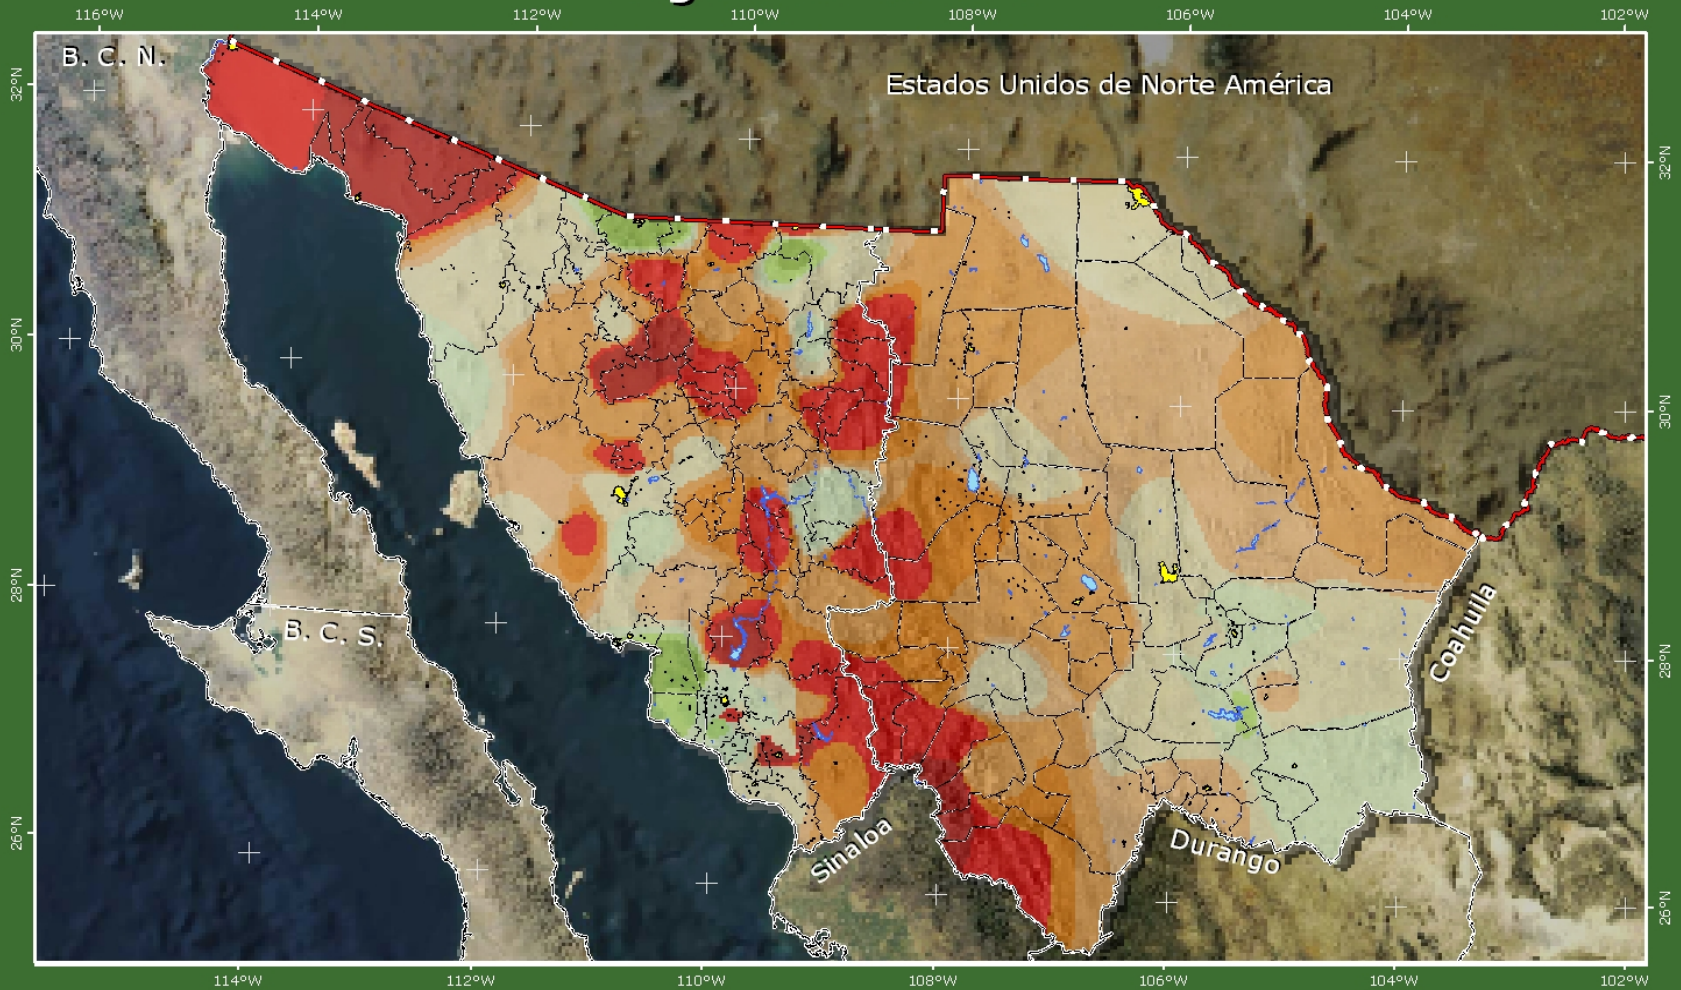 116°W 114°W 112°W 110°W 108°W 106°W 104°W 102°W
B. C. N.
Estados Unidos de Norte América
32°N
32°N
30°N
30°N
28°N
28°N
B. C. S.
Coahuila
26°N
Sinaloa
Durango
26°N
114°W 112°W 110°W 108°W 106°W 104°W 102°W